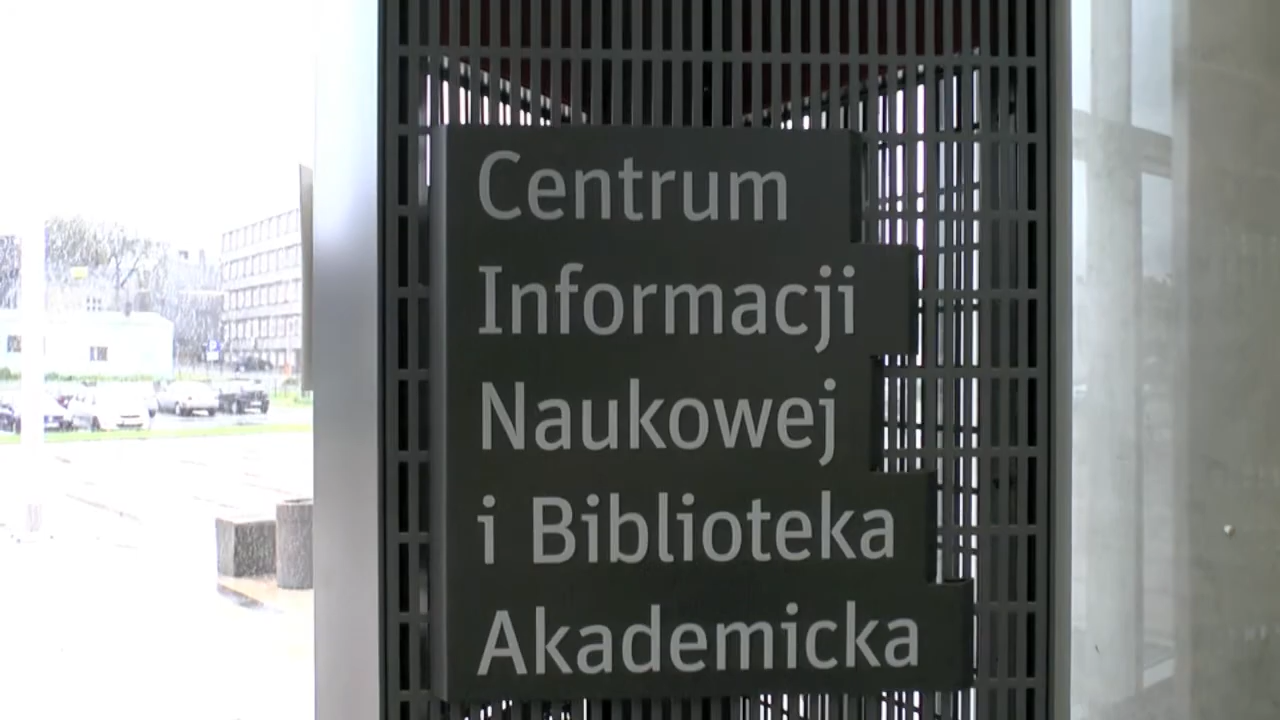 Centrum
Informacji
Naukowej
i Biblioteka
Akademicka